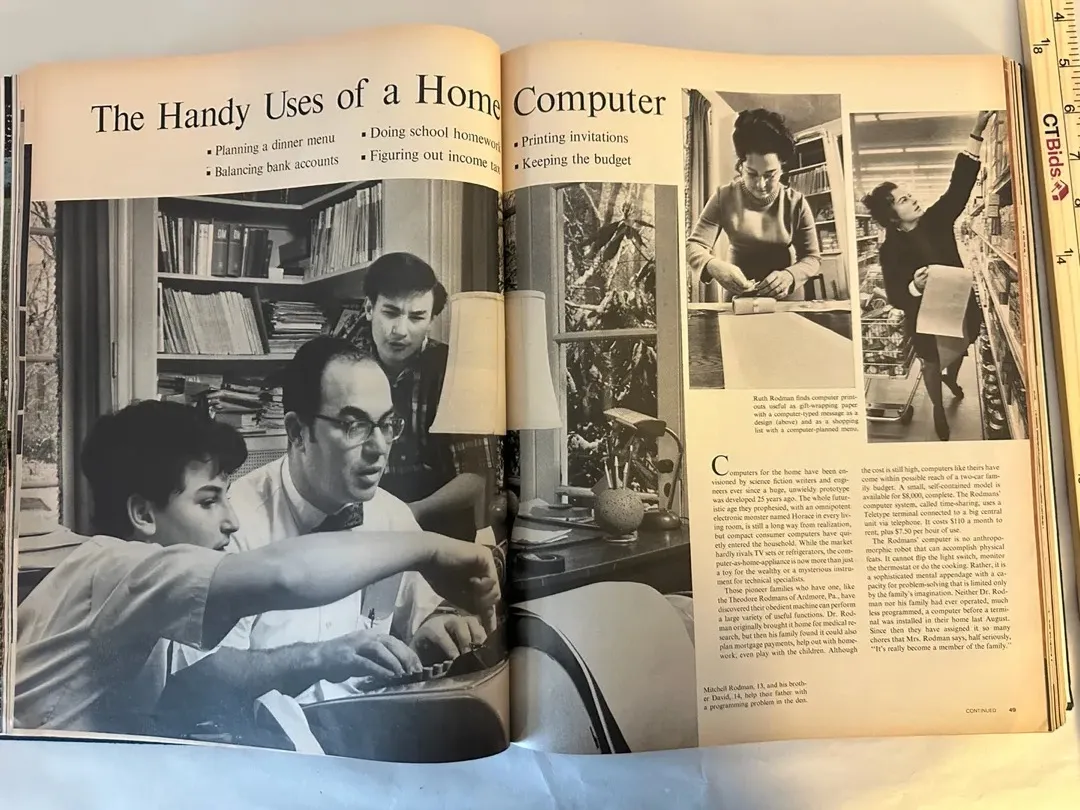 The Handy Uses of a Home Computer
▪ Planning a dinner menu
▪ Balancing bank accounts
▪ Doing school homework
▪ Figuring out income tax
▪ Printing invitations
▪ Keeping the budget
Ruth Rodman finds computer print-
outs useful as gift-wrapping paper
with a computer-typed message as a
design (above) and as a shopping
list with a computer-planned menu.
Computers for the home have been en-
visioned by science fiction writers and engi-
neers ever since a huge, unwieldy prototype
was developed 25 years ago. The whole futur-
istic age they prophesied, with an omnipotent
electronic monster named Horace in every liv-
ing room, is still a long way from realization,
but compact consumer computers have qui-
etly entered the household. While the market
hardly rivals TV sets or refrigerators, the com-
puter-as-home-appliance is now more than just
a toy for the wealthy or a mysterious instru-
ment for technical specialists.
Those pioneer families who have one, like
the Theodore Rodmans of Ardmore, Pa., have
discovered their obedient machine can perform
a large variety of useful functions. Dr. Rod-
man originally brought it home for medical re-
search, but then his family found it could also
plan mortgage payments, help out with home-
work, even play with the children. Although
the cost is still high, computers like theirs have
come within possible reach of a two-car fam-
ily budget. A small, self-contained model is
available for $8,000, complete. The Rodmans'
computer system, called time-sharing, uses a
Teletype terminal connected to a big central
unit via telephone. It costs $110 a month to
rent, plus $7.50 per hour of use.
The Rodmans' computer is no anthropo-
morphic robot that can accomplish physical
feats. It cannot flip the light switch, monitor
the thermostat or do the cooking. Rather, it is
a sophisticated mental appendage with a ca-
pacity for problem-solving that is limited only
by the family's imagination. Neither Dr. Rod-
man nor his family had ever operated, much
less programmed, a computer before a termi-
nal was installed in their home last August.
Since then they have assigned it so many
chores that Mrs. Rodman says, half seriously,
"It's really become a member of the family."
Mitchell Rodman, 13, and his broth-
er David, 14, help their father with
a programming problem in the den.
CONTINUED 49
CTBids
4
5
6
7
8
1/8
1/4